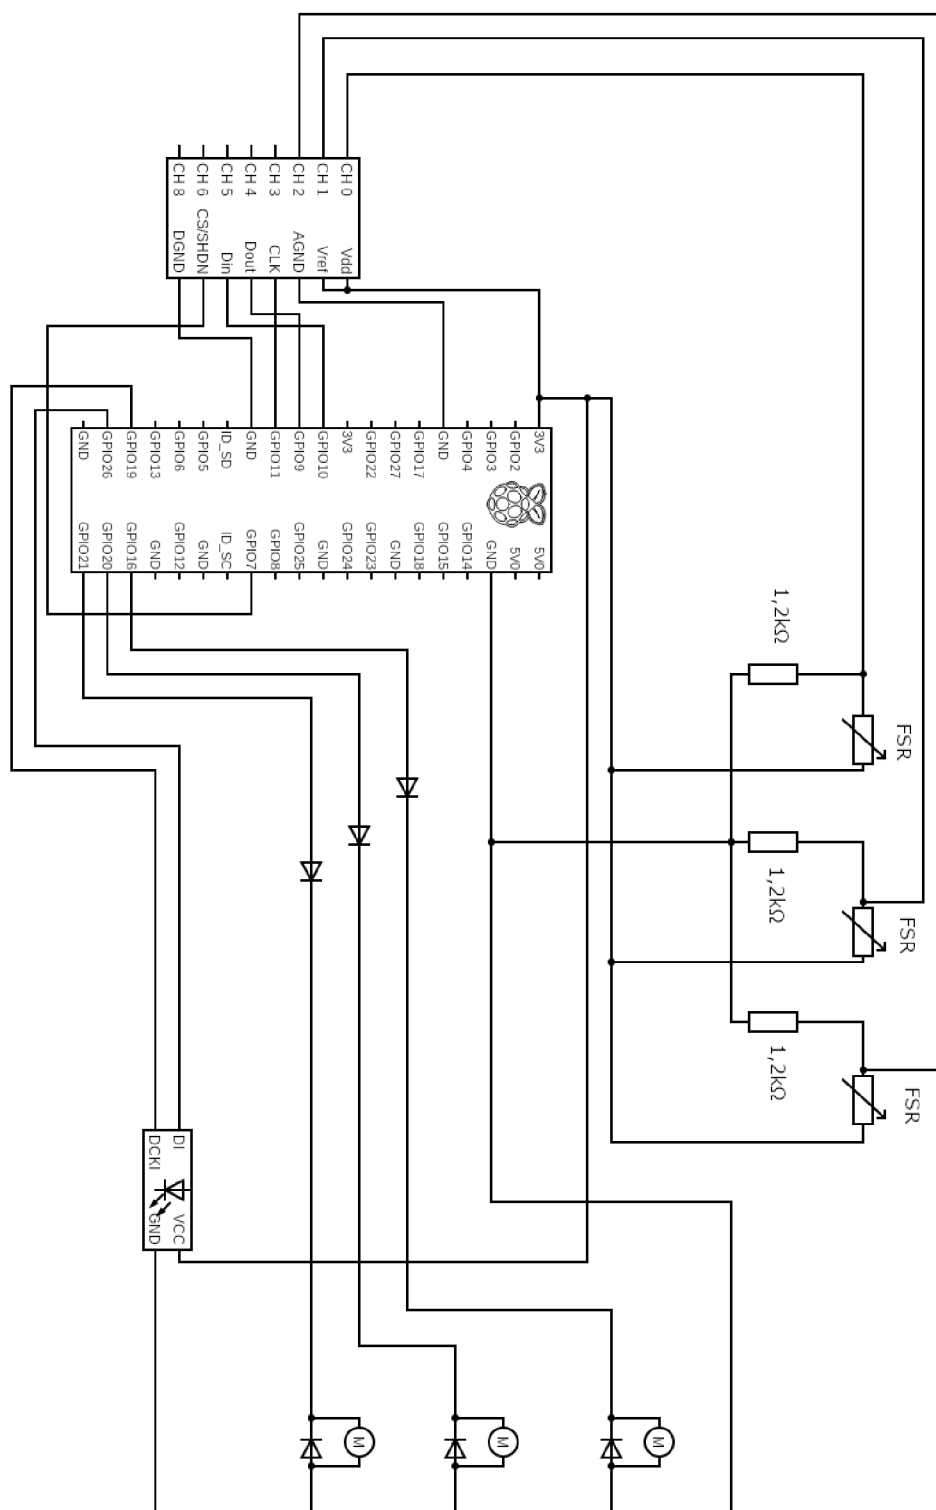 CH 0 Vdd
CH 1 Vref
CH 2 AGND
CH 3 CLK
CH 4 Dout
CH 5 Din
CH 6 CS/SHDN
CH 8 DGND
3V3 5V0
GPIO2 5V0
GPIO3 GND
GPIO4 GPIO14
GND GPIO15
GPIO17 GPIO18
GPIO27 GND
GPIO22 GPIO23
3V3 GPIO24
GPIO10 GND
GPIO9 GPIO25
GPIO11 GPIO8
GND GPIO7
ID_SD ID_SC
GPIO5 GND
GPIO6 GPIO12
GPIO13 GND
GPIO19 GPIO16
GPIO26 GPIO20
GND GPIO21
FSR
FSR
FSR
1,2kΩ
1,2kΩ
1,2kΩ
DI VCC
DCKI GND
M
M
M